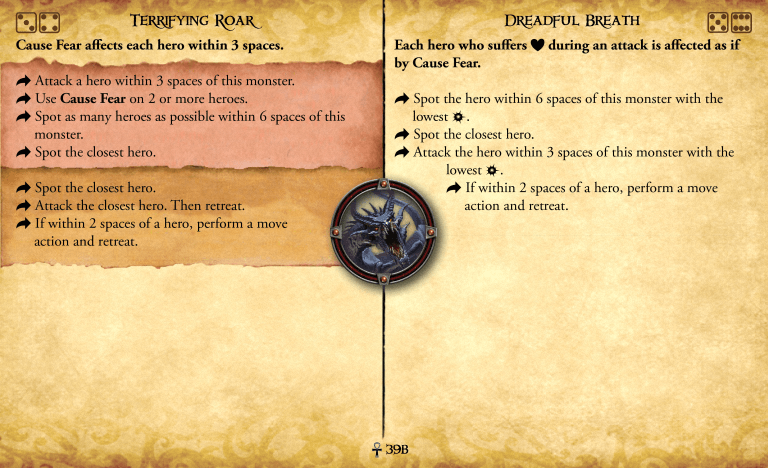 Terrifying Roar
Cause Fear affects each hero within 3 spaces.
Attack a hero within 3 spaces of this monster.
Use Cause Fear on 2 or more heroes.
Spot as many heroes as possible within 6 spaces of this
monster.
Spot the closest hero.
Spot the closest hero.
Attack the closest hero. Then retreat.
If within 2 spaces of a hero, perform a move
action and retreat.
Dreadful Breath
Each hero who suffers during an attack is affected as if
by Cause Fear.
Spot the hero within 6 spaces of this monster with the
lowest .
Spot the closest hero.
Attack the hero within 3 spaces of this monster with the
lowest .
If within 2 spaces of a hero, perform a move
action and retreat.
39B